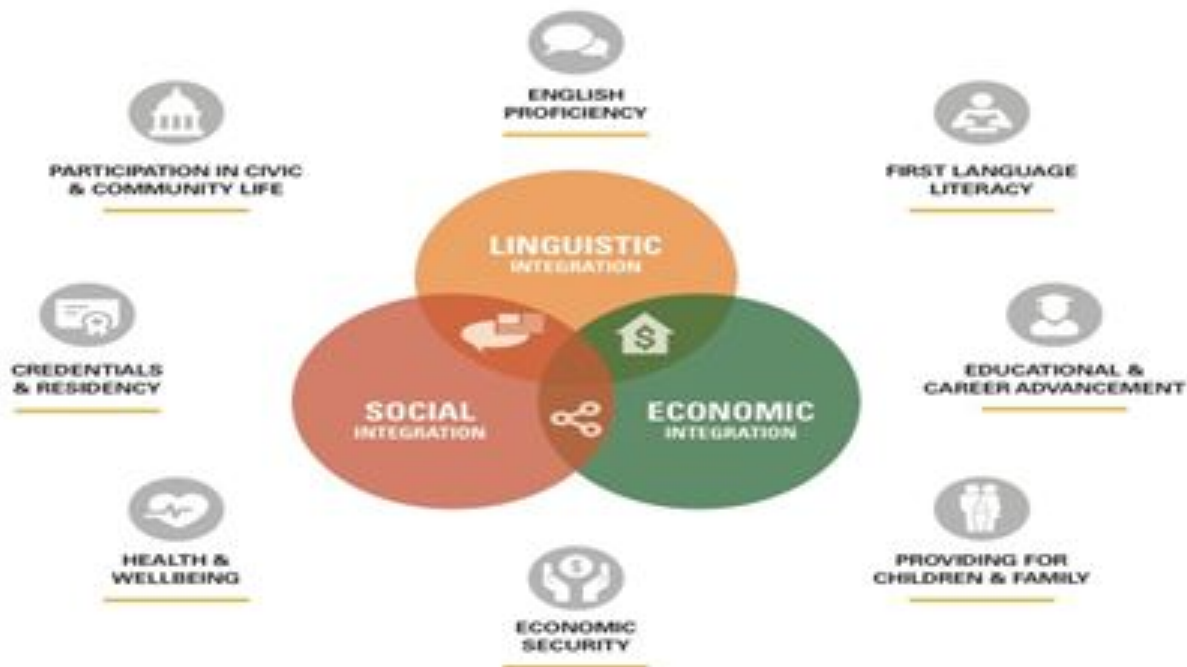 ENGLISH
PROFICIENCY
PARTICIPATION IN CIVIC
& COMMUNITY LIFE
FIRST LANGUAGE
LITERACY
LINGUISTIC
INTEGRATION
CREDENTIALS
& RESIDENCY
EDUCATIONAL &
CAREER ADVANCEMENT
$
SOCIAL
INTEGRATION
ECONOMIC
INTEGRATION
HEALTH &
WELLBEING
PROVIDING FOR
CHILDREN & FAMILY
$
ECONOMIC
SECURITY